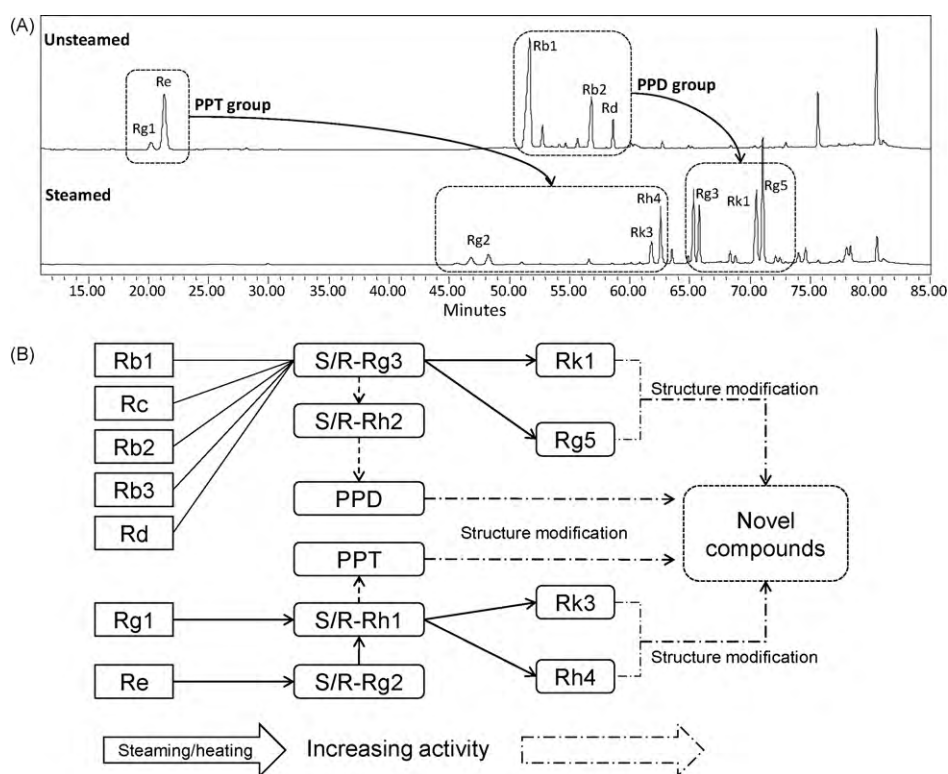 (A)
Unsteamed
Rb1
Re
PPT group
Rb2
PPD group
Rd
Rg1
Steamed
Rh4
Rg3
Rg5
Rk1
Rk3
Rg2
15.00 20.00 25.00 30.00 35.00 40.00 45.00 50.00 55.00 60.00 65.00 70.00 75.00 80.00 85.00
Minutes
(B)
Rb1
S/R-Rg3
Rk1
Structure modification
Rc
S/R-Rh2
Rb2
Rg5
Rb3
PPD
Rd
Structure modification
Novel
compounds
PPT
Rg1
S/R-Rh1
Rk3
Structure modification
Re
S/R-Rg2
Rh4
Steaming/heating
Increasing activity